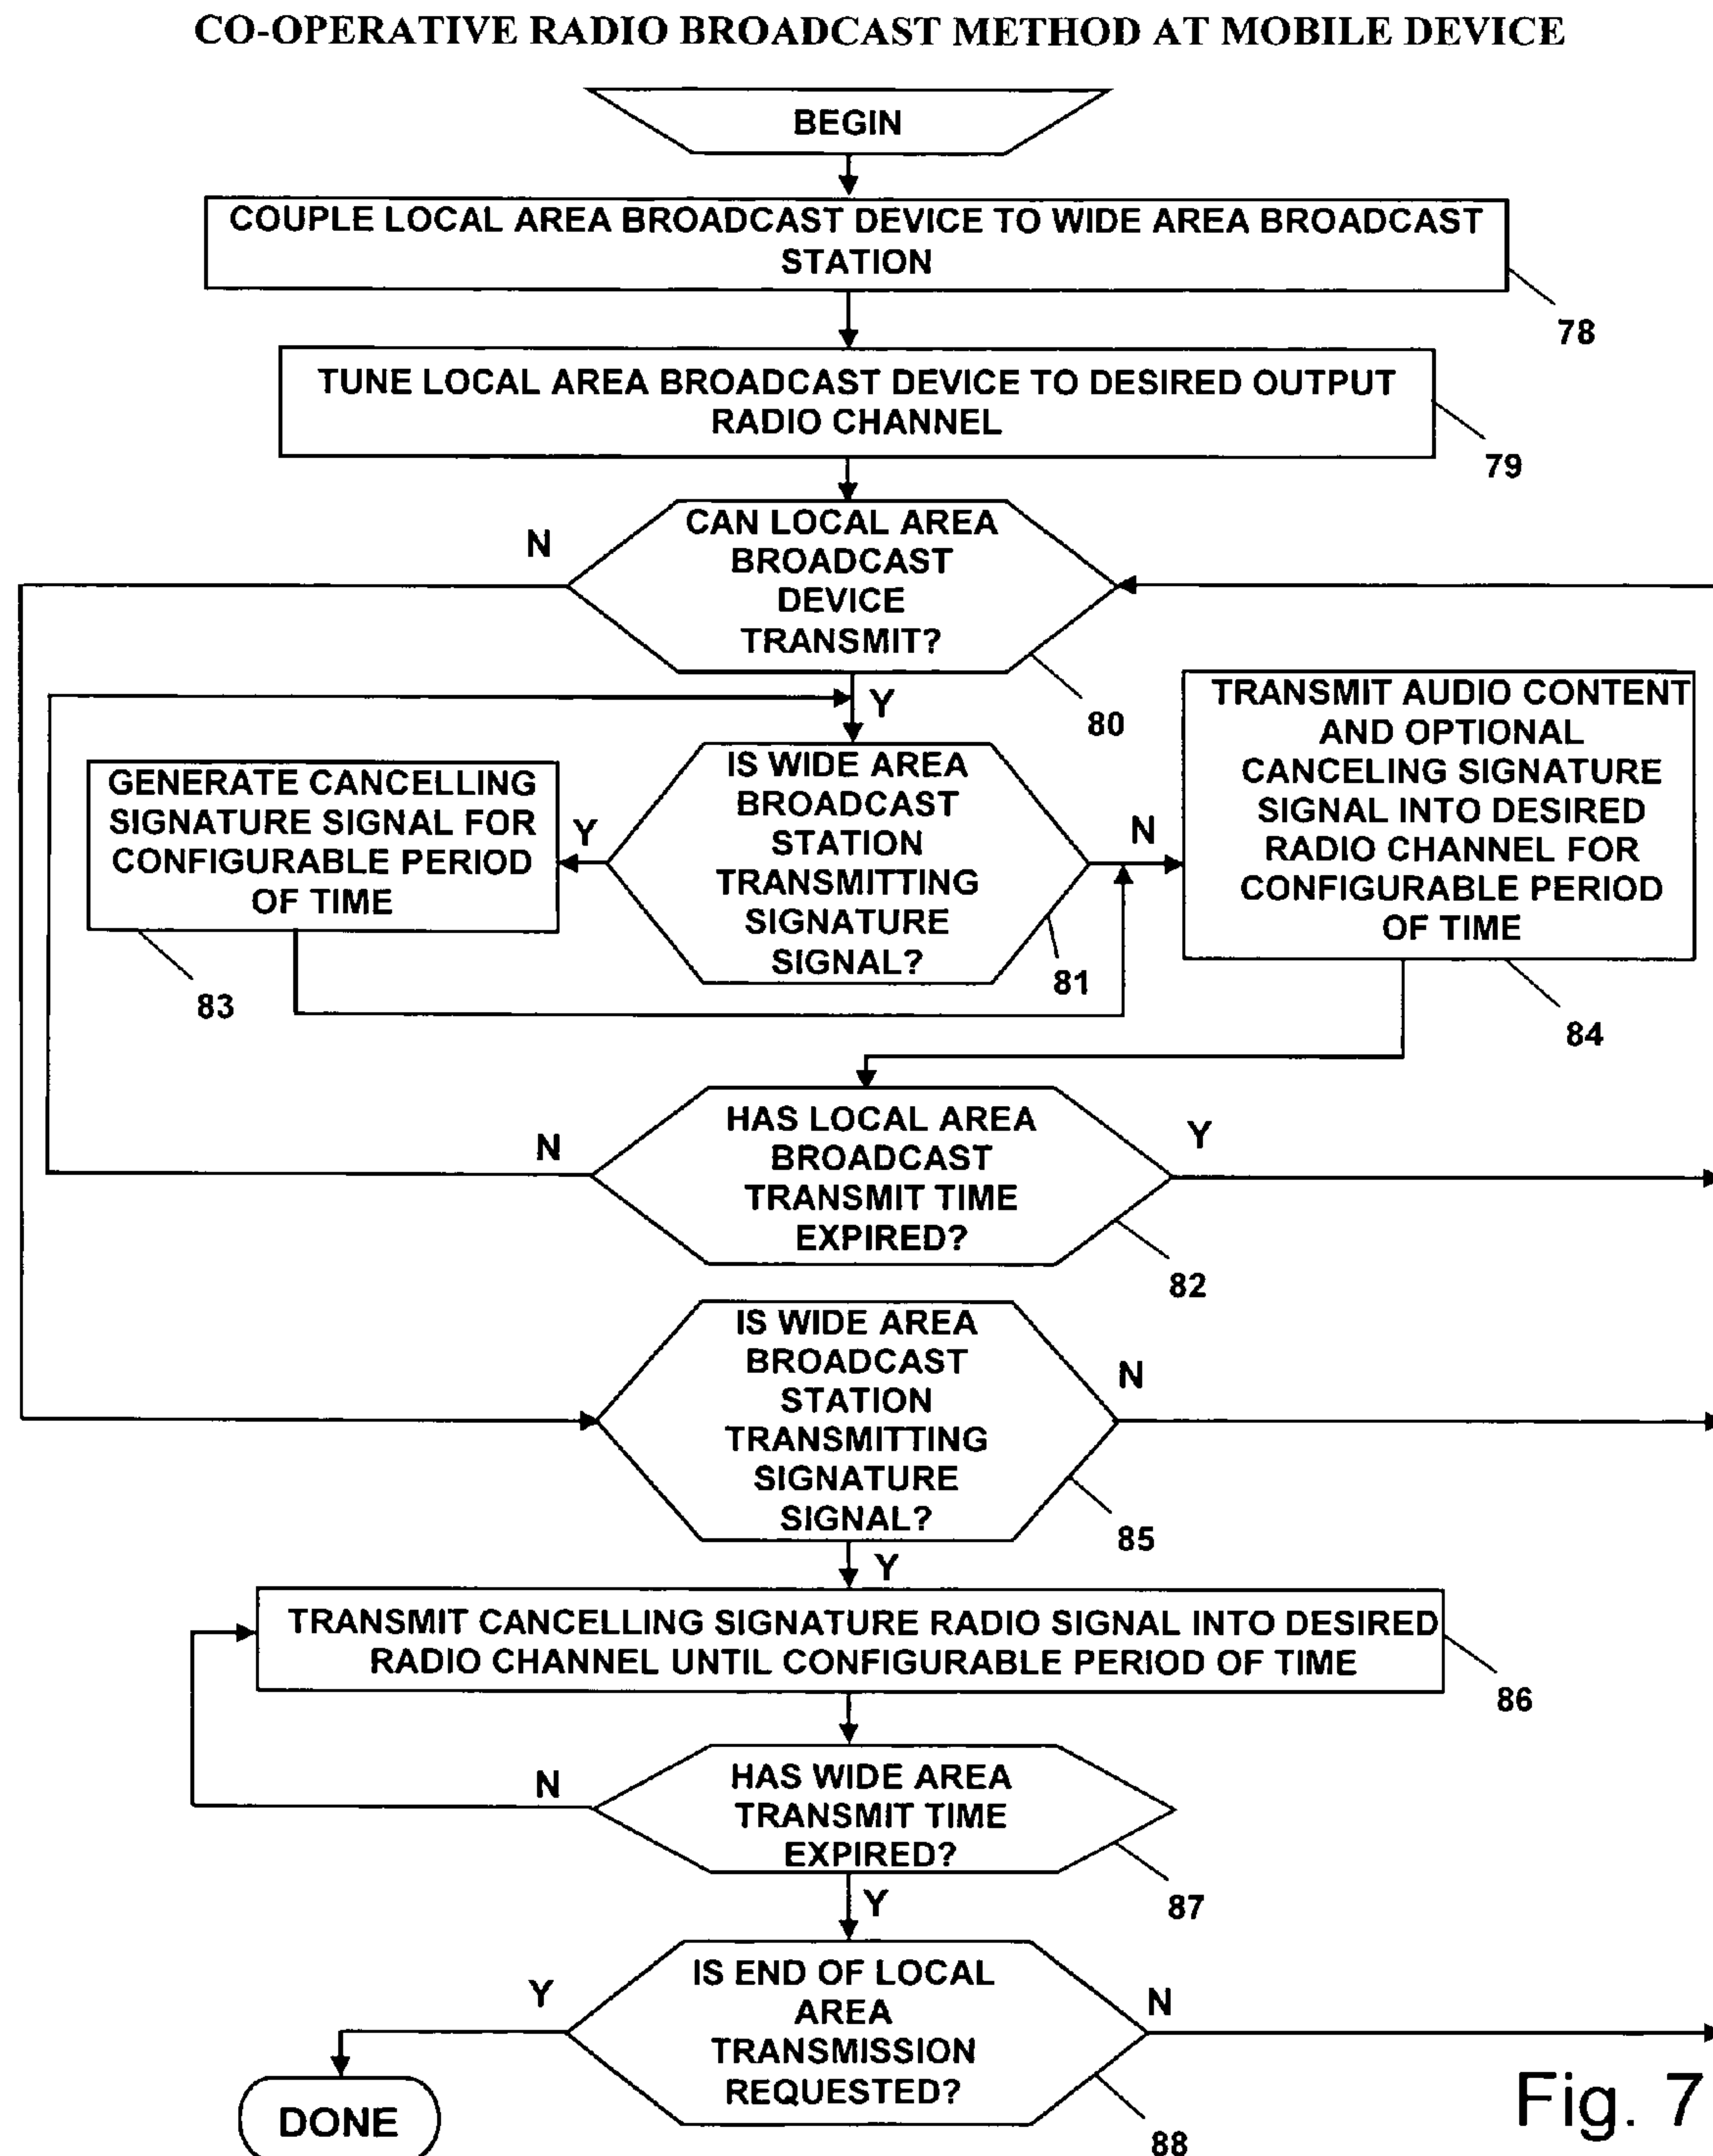 CO-OPERATIVE RADIO BROADCAST METHOD AT MOBILE DEVICE
BEGIN
COUPLE LOCAL AREA BROADCAST DEVICE TO WIDE AREA BROADCAST
STATION
78
TUNE LOCAL AREA BROADCAST DEVICE TO DESIRED OUTPUT
RADIO CHANNEL
79
N
CAN LOCAL AREA
BROADCAST
DEVICE
TRANSMIT?
80
Y
GENERATE CANCELLING
SIGNATURE SIGNAL FOR
CONFIGURABLE PERIOD
OF TIME
83
Y
IS WIDE AREA
BROADCAST
STATION
TRANSMITTING
SIGNATURE
SIGNAL?
81
N
TRANSMIT AUDIO CONTENT
AND OPTIONAL
CANCELING SIGNATURE
SIGNAL INTO DESIRED
RADIO CHANNEL FOR
CONFIGURABLE PERIOD
OF TIME
84
N
HAS LOCAL AREA
BROADCAST
TRANSMIT TIME
EXPIRED?
Y
82
IS WIDE AREA
BROADCAST
STATION
TRANSMITTING
SIGNATURE
SIGNAL?
N
85
Y
TRANSMIT CANCELLING SIGNATURE RADIO SIGNAL INTO DESIRED
RADIO CHANNEL UNTIL CONFIGURABLE PERIOD OF TIME
86
N
HAS WIDE AREA
TRANSMIT TIME
EXPIRED?
87
Y
Y
IS END OF LOCAL
AREA
TRANSMISSION
REQUESTED?
N
88
DONE
Fig. 7